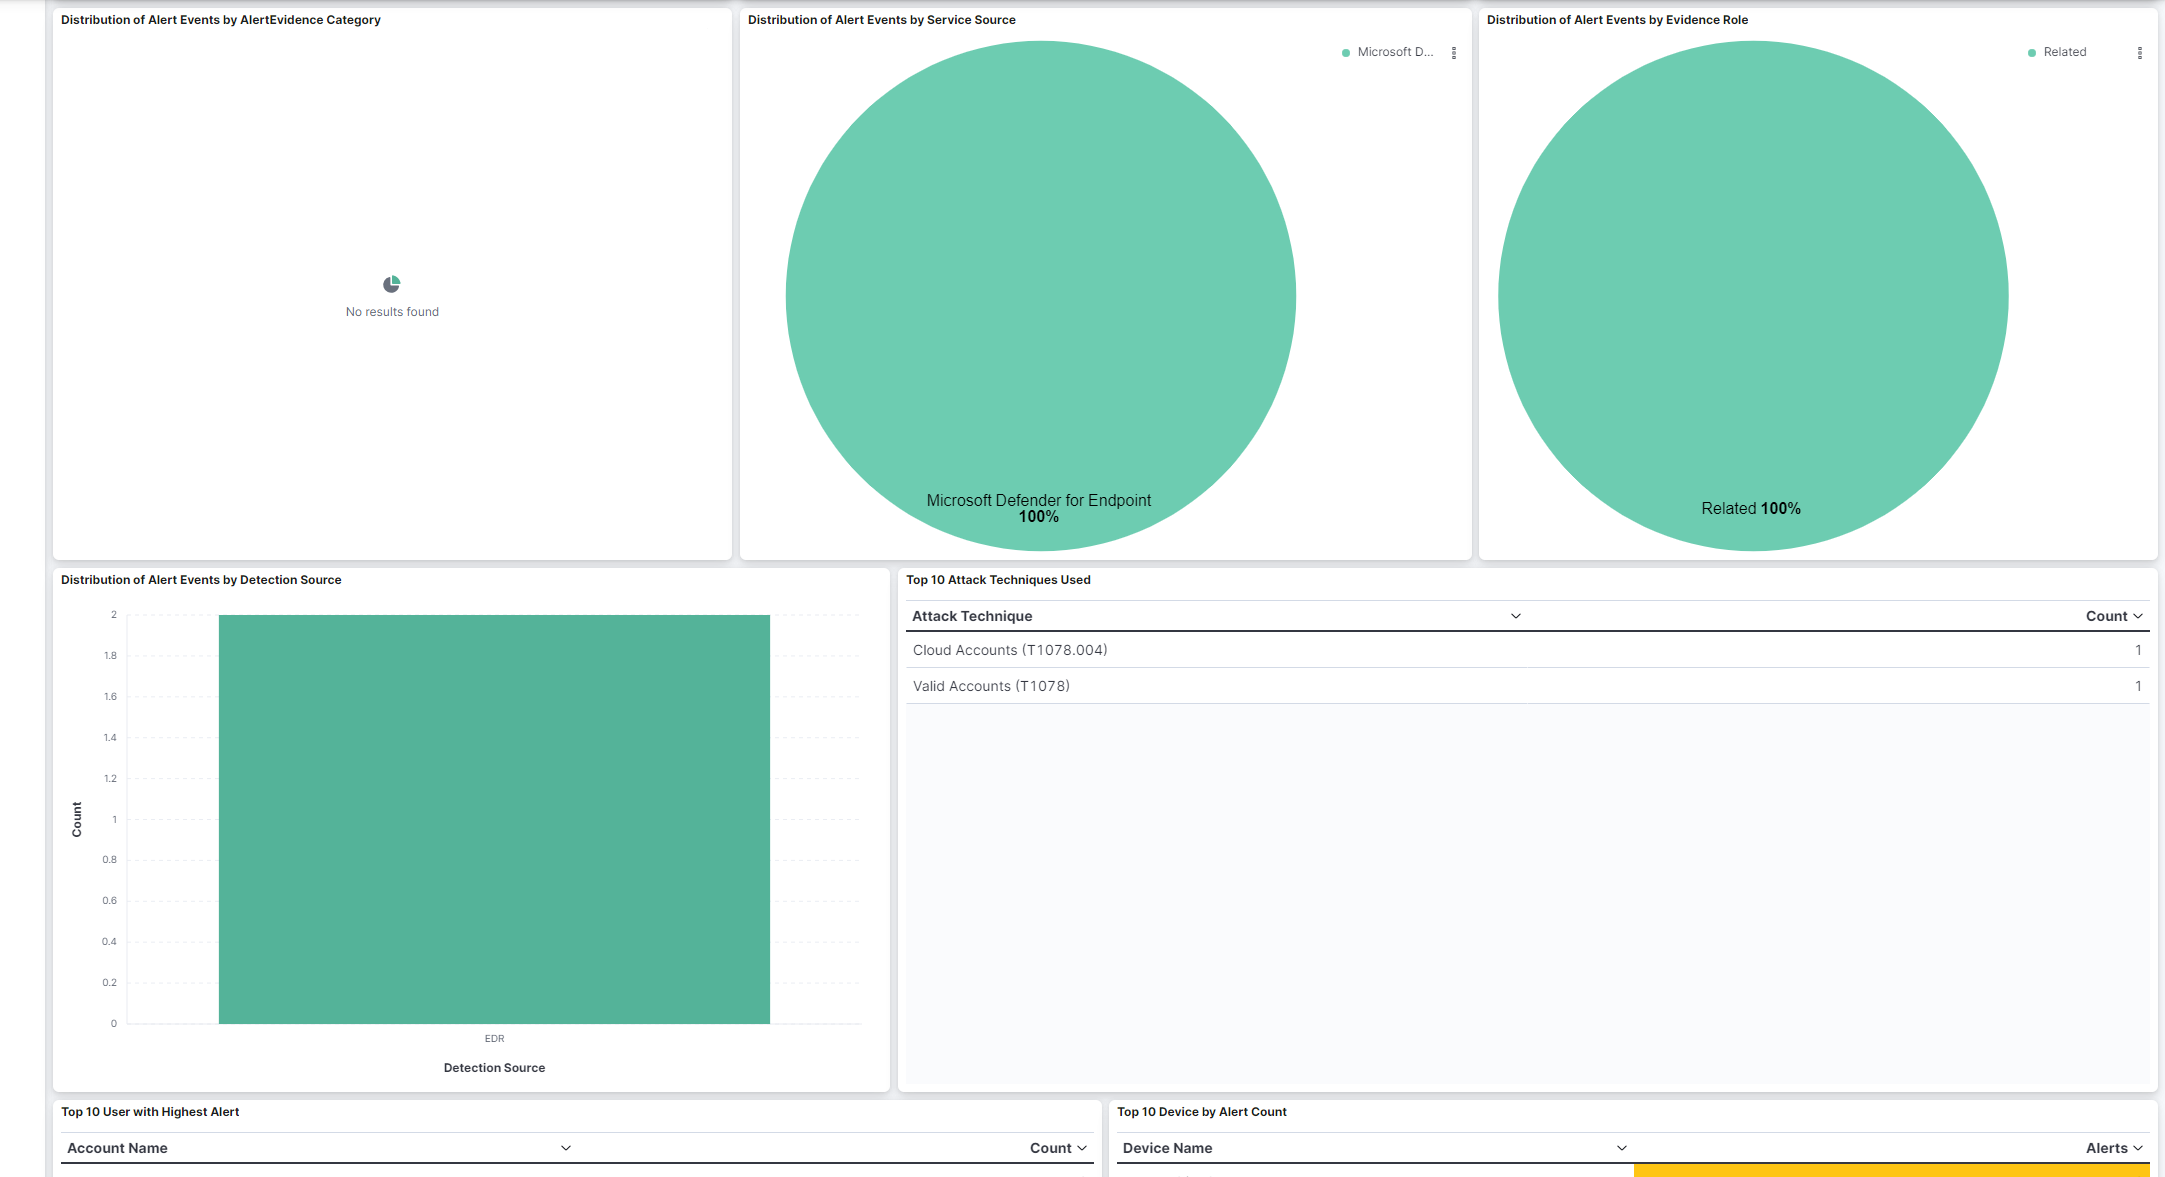 Distribution of Alert Events by AlertEvidence Category
No results found
Distribution of Alert Events by Service Source
Microsoft D...
Microsoft Defender for Endpoint
100%
Distribution of Alert Events by Evidence Role
Related
Related 100%
Distribution of Alert Events by Detection Source
2
1.8
1.6
1.4
1.2
1
0.8
0.6
0.4
0.2
0
Count
EDR
Detection Source
Top 10 Attack Techniques Used
Attack Technique Count
Cloud Accounts (T1078.004) 1
Valid Accounts (T1078) 1
Top 10 User with Highest Alert
Account Name Count
Top 10 Device by Alert Count
Device Name Alerts